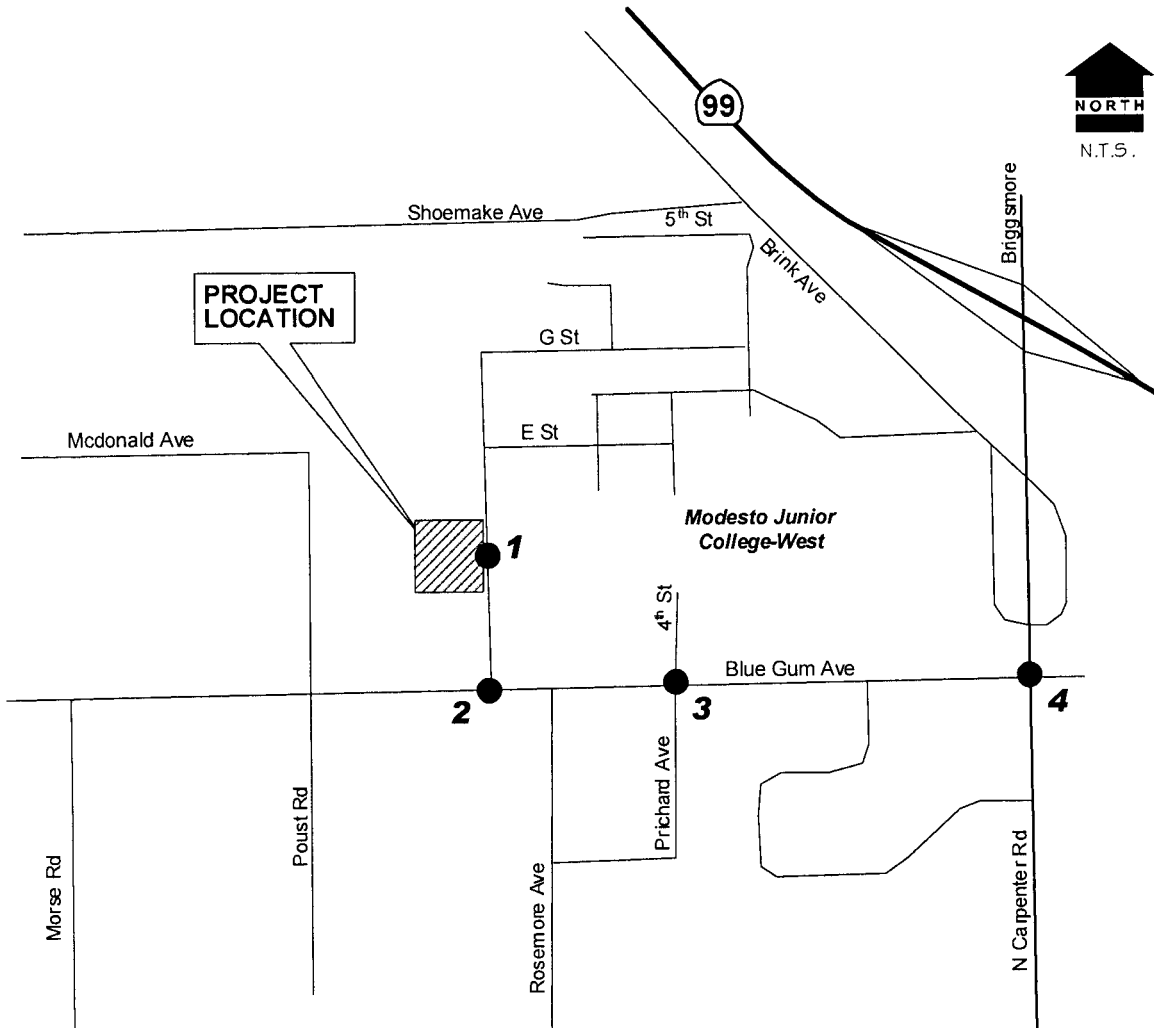 99
NORTH
N.T.S.
Shoemake Ave
5th St
Briggsmore
Brink Ave
PROJECT
LOCATION
G St
Mcdonald Ave
E St
Modesto Junior
College-West
1
4th St
Blue Gum Ave
2
3
4
Morse Rd
Poust Rd
Rosemore Ave
Prichard Ave
N Carpenter Rd